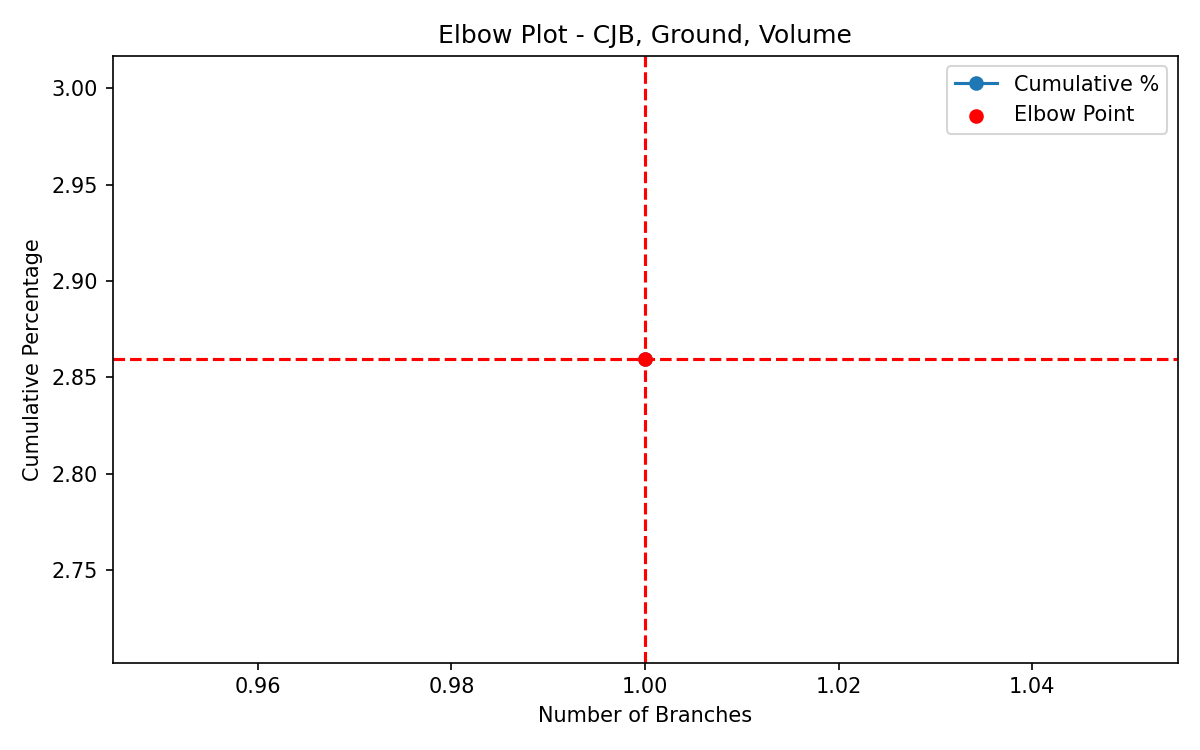 Elbow Plot - CJB, Ground, Volume
Cumulative %
Elbow Point
Cumulative Percentage
3.00
2.95
2.90
2.85
2.80
2.75
0.96 0.98 1.00 1.02 1.04
Number of Branches